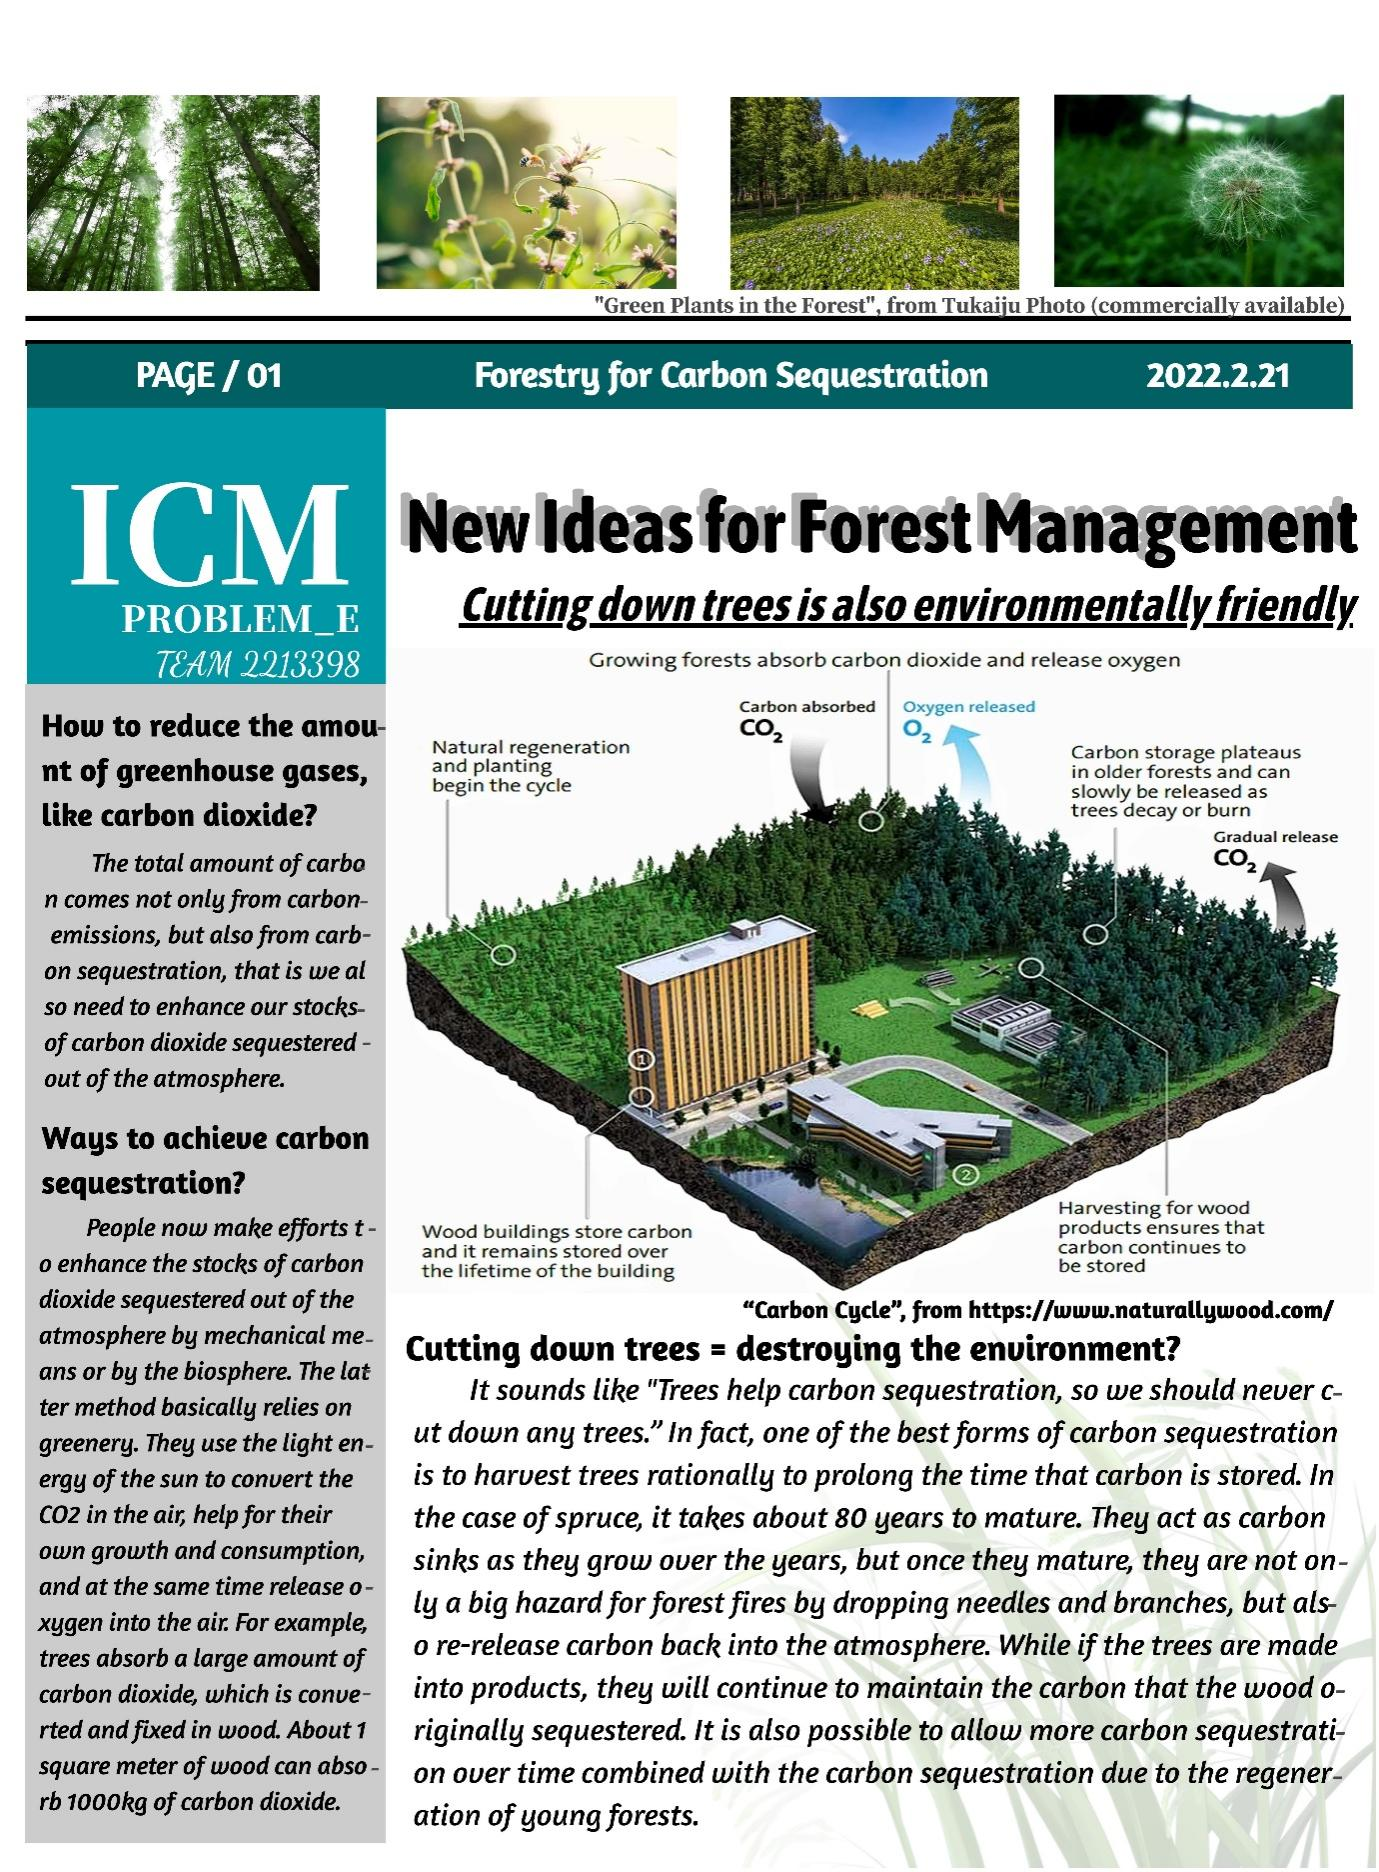 "Green Plants in the Forest", from Tukaiju Photo (commercially available)
PAGE / 01
Forestry for Carbon Sequestration
2022.2.21
ICM
PROBLEM_E
TEAM 2213398
How to reduce the amou-
nt of greenhouse gases,
like carbon dioxide?
The total amount of carbo
n comes not only from carbon-
emissions, but also from carb-
on sequestration, that is we al
so need to enhance our stocks-
of carbon dioxide sequestered -
out of the atmosphere.
Ways to achieve carbon
sequestration?
People now make efforts t -
o enhance the stocks of carbon
dioxide sequestered out of the
atmosphere by mechanical me-
ans or by the biosphere. The lat
ter method basically relies on
greenery. They use the light en-
ergy of the sun to convert the
CO2 in the air, help for their
own growth and consumption,
and at the same time release o-
xygen into the air. For example,
trees absorb a large amount of
carbon dioxide, which is conve-
rted and fixed in wood. About 1
square meter of wood can abso -
rb 1000kg of carbon dioxide.
New Ideas for Forest Management
Cutting down trees is also environmentally friendly
Growing forests absorb carbon dioxide and release oxygen
Carbon absorbed
CO2
Oxygen released
O2
Natural regeneration
and planting
begin the cycle
Carbon storage plateaus
in older forests and can
slowly be released as
trees decay or burn
Gradual release
CO2
1
2
Wood buildings store carbon
and it remains stored over
the lifetime of the building
Harvesting for wood
products ensures that
carbon continues to
be stored
“Carbon Cycle”, from https://www.naturallywood.com/
Cutting down trees = destroying the environment?
It sounds like "Trees help carbon sequestration, so we should never c-
ut down any trees.” In fact, one of the best forms of carbon sequestration
is to harvest trees rationally to prolong the time that carbon is stored. In
the case of spruce, it takes about 80 years to mature. They act as carbon
sinks as they grow over the years, but once they mature, they are not on-
ly a big hazard for forest fires by dropping needles and branches, but als-
o re-release carbon back into the atmosphere. While if the trees are made
into products, they will continue to maintain the carbon that the wood o-
riginally sequestered. It is also possible to allow more carbon sequestrati-
on over time combined with the carbon sequestration due to the regener-
ation of young forests.